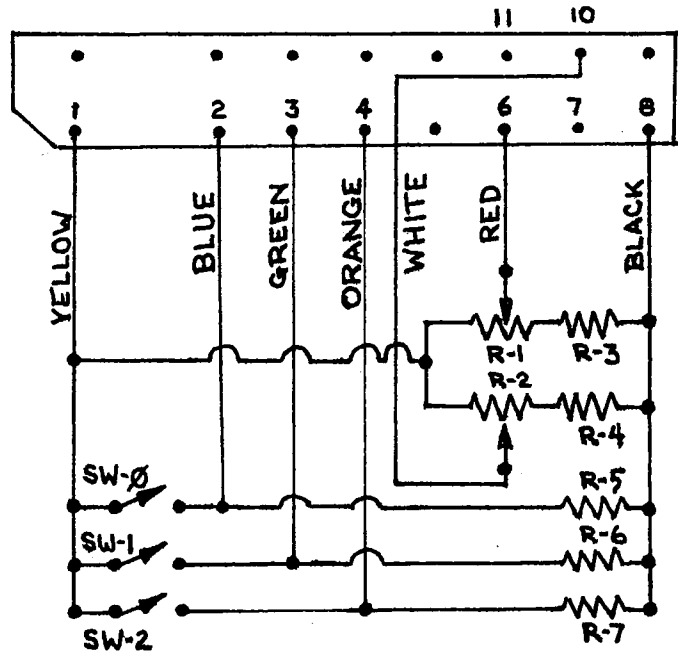 11 10
1 2 3 4 6 7 8
YELLOW
BLUE
GREEN
ORANGE
WHITE
RED
BLACK
R-1 R-3
R-2
R-4
SW-Ø
R-5
SW-1
R-6
SW-2
R-7